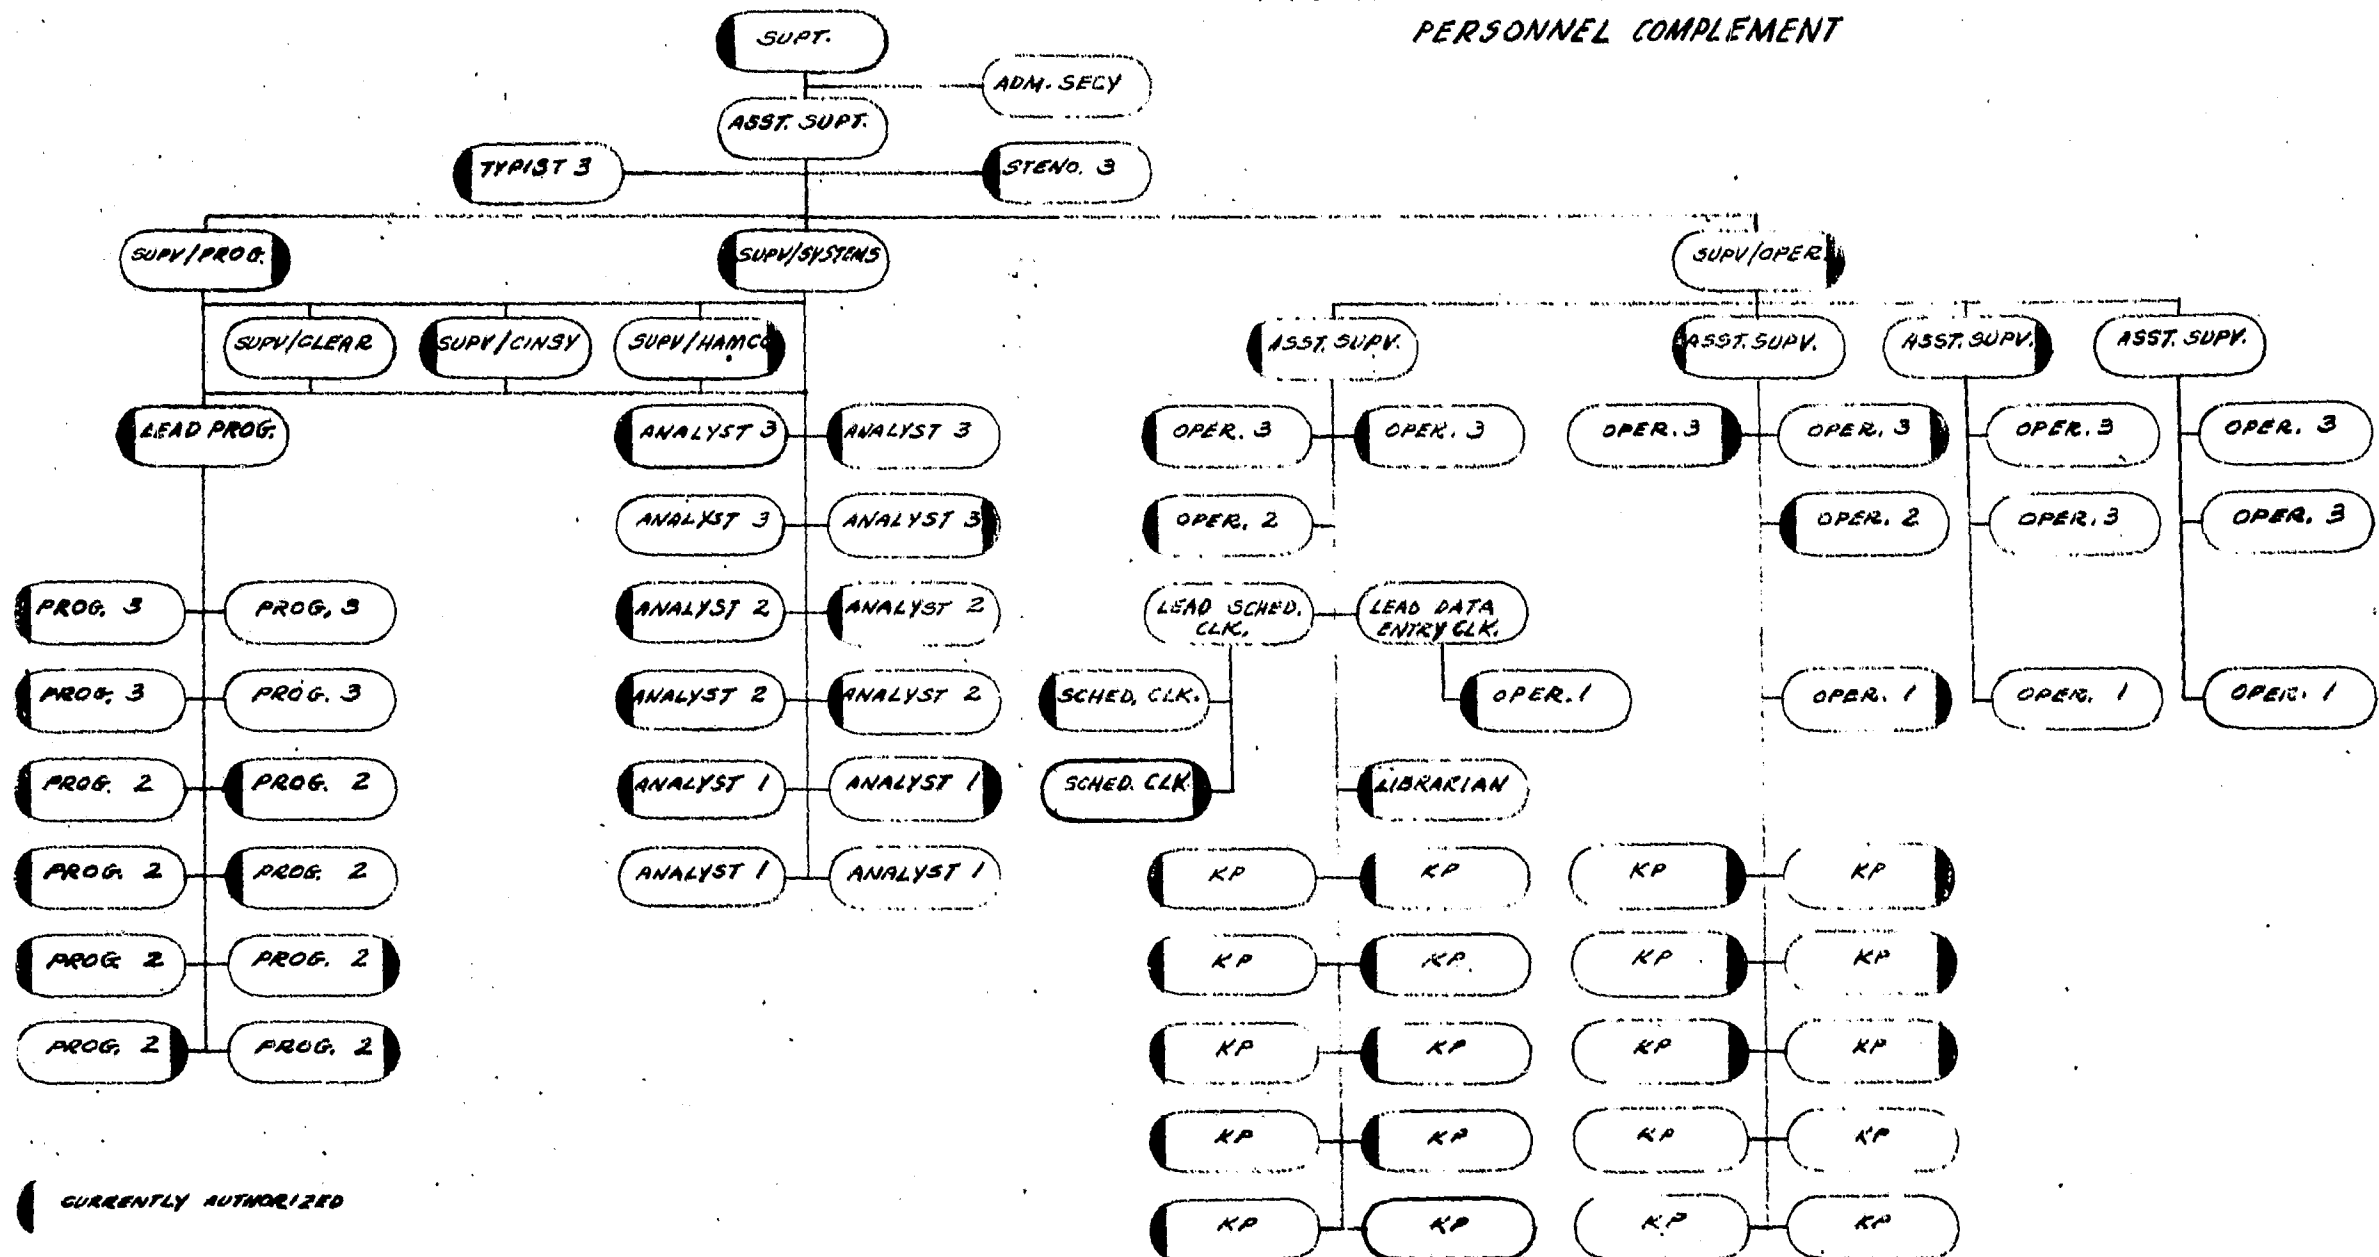 PERSONNEL COMPLEMENT
SUPT.
ADM. SECY
ASST. SUPT.
TYPIST 3
STENO. 3
SUPV/PROG.
SUPV/SYSTEMS
SUPV/OPER.
SUPV/CLEAR
SUPV/CINSY
SUPV/HAMCO
ASST. SUPV.
ASST. SUPV.
ASST. SUPV.
ASST. SUPV.
LEAD PROG.
ANALYST 3
ANALYST 3
OPER. 3
OPER. 3
OPER. 3
OPER. 3
OPER. 3
OPER. 3
ANALYST 3
ANALYST 3
OPER. 2
OPER. 2
OPER. 3
OPER. 3
PROG. 3
PROG. 3
ANALYST 2
ANALYST 2
LEAD SCHED.
CLK.
LEAD DATA
ENTRY CLK.
PROG. 3
PROG. 3
ANALYST 2
ANALYST 2
SCHED. CLK.
OPER. 1
OPER. 1
OPER. 1
OPER. 1
PROG. 2
PROG. 2
ANALYST 1
ANALYST 1
SCHED. CLK
LIBRARIAN
PROG. 2
PROG. 2
ANALYST 1
ANALYST 1
KP
KP
KP
KP
PROG 2
PROG. 2
KP
KP
KP
KP
PROG. 2
PROG. 2
KP
KP
KP
KP
KP
KP
KP
KP
CURRENTLY AUTHORIZED
KP
KP
KP
KP